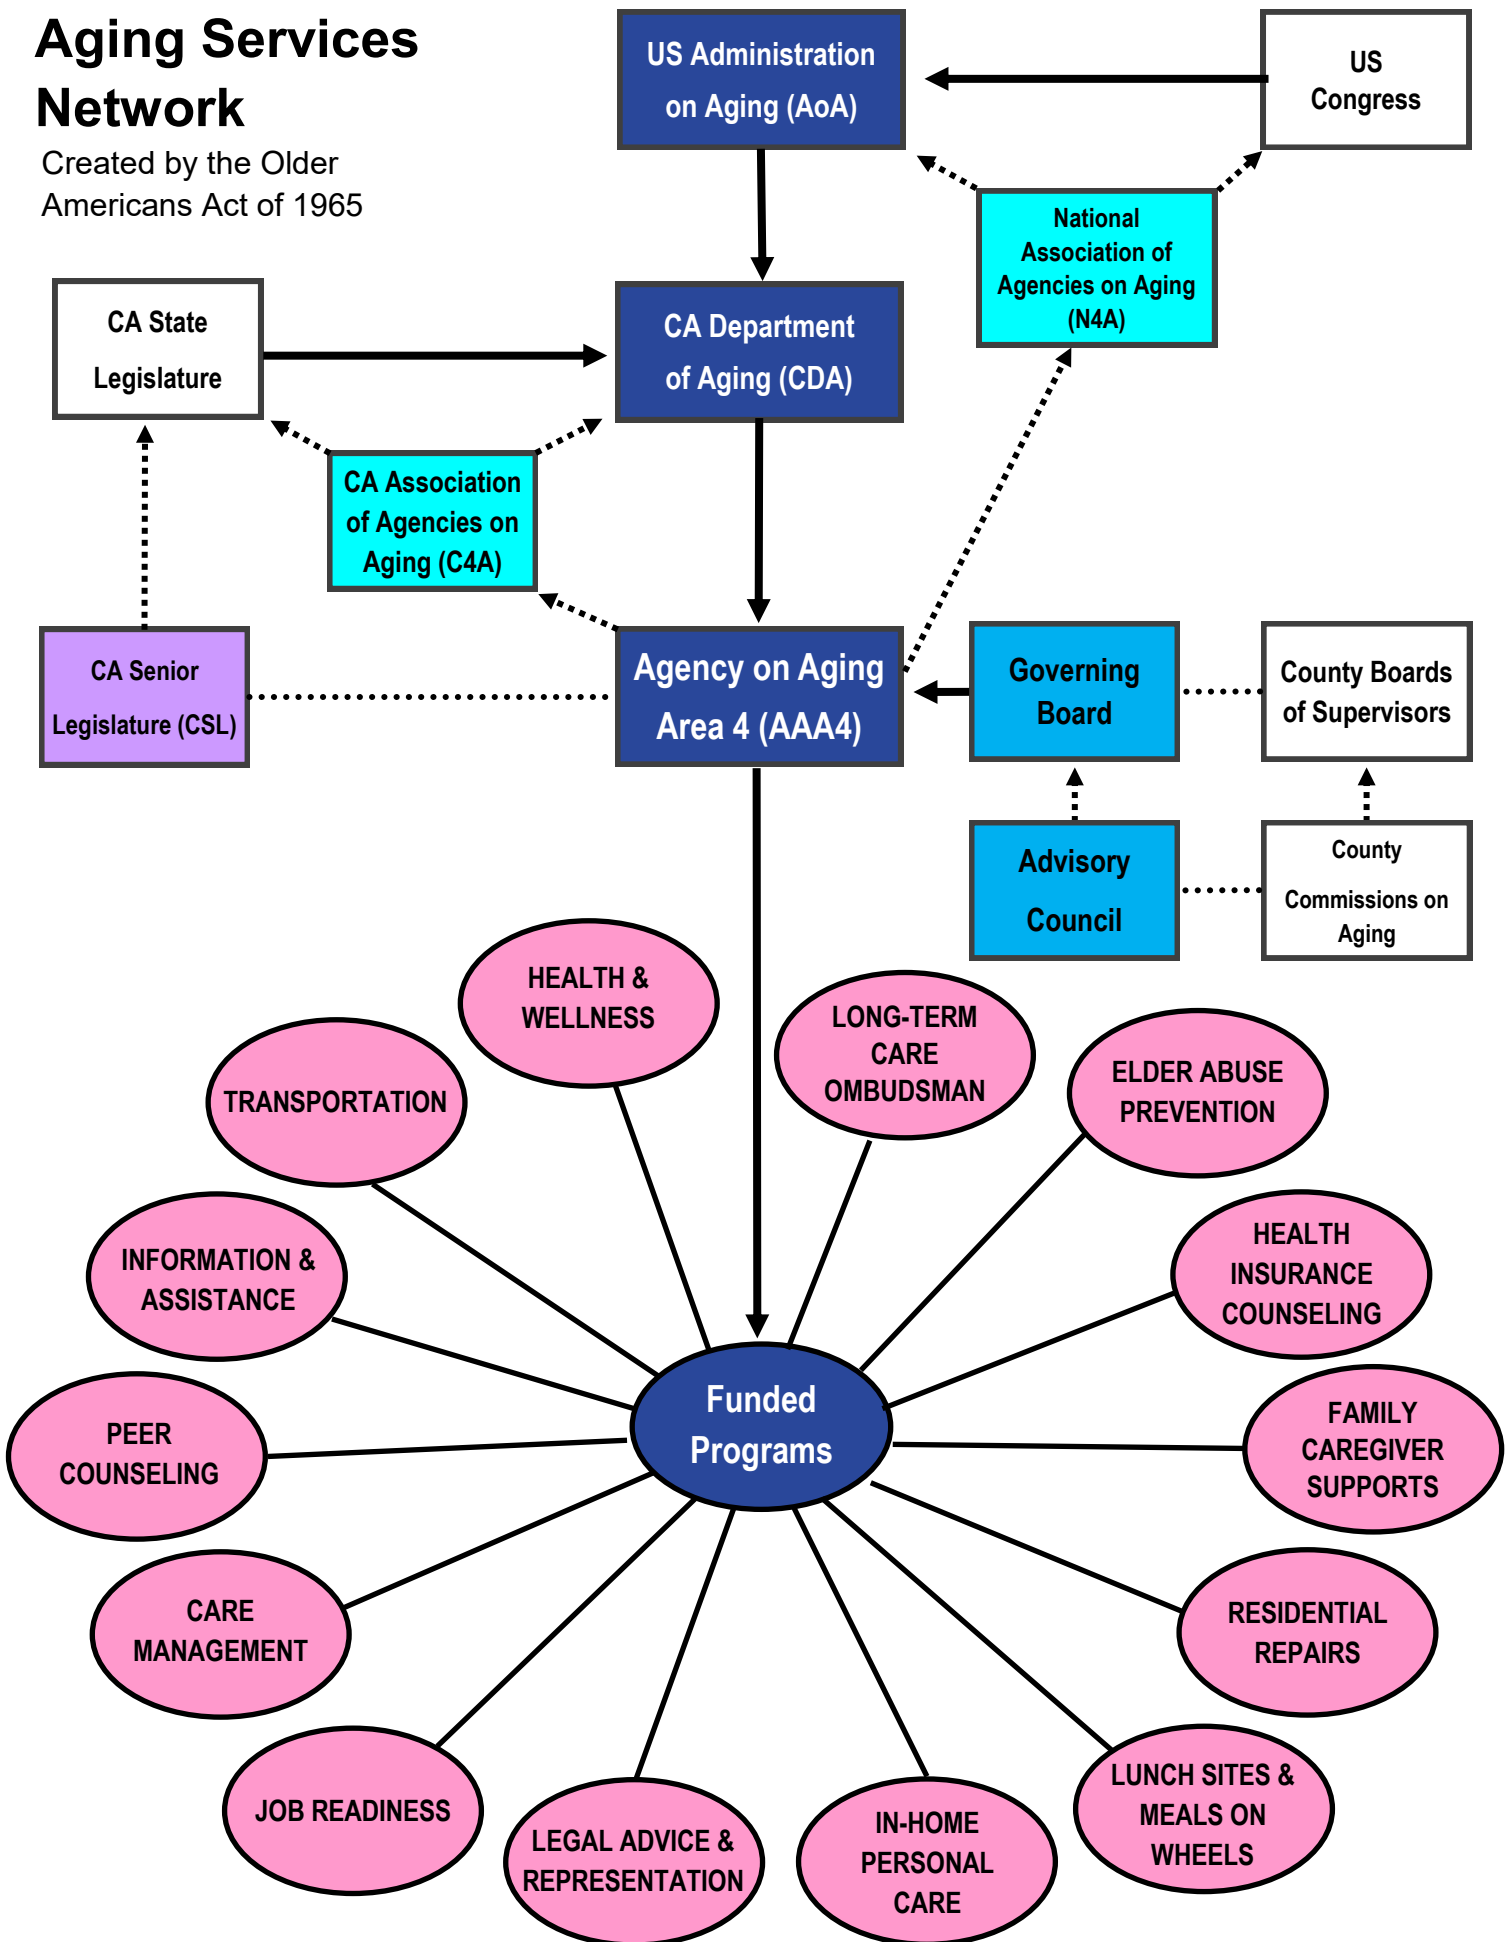 Aging Services
Network
Created by the Older
Americans Act of 1965
US Administration
on Aging (AoA)
US
Congress
National
Association of
Agencies on Aging
(N4A)
CA State
Legislature
CA Department
of Aging (CDA)
CA Association
of Agencies on
Aging (C4A)
CA Senior
Legislature (CSL)
Agency on Aging
Area 4 (AAA4)
Governing
Board
County Boards
of Supervisors
Advisory
Council
County
Commissions on
Aging
HEALTH &
WELLNESS
LONG-TERM
CARE
OMBUDSMAN
TRANSPORTATION
ELDER ABUSE
PREVENTION
INFORMATION &
ASSISTANCE
HEALTH
INSURANCE
COUNSELING
Funded
Programs
PEER
COUNSELING
FAMILY
CAREGIVER
SUPPORTS
CARE
MANAGEMENT
RESIDENTIAL
REPAIRS
JOB READINESS
LEGAL ADVICE &
REPRESENTATION
IN-HOME
PERSONAL
CARE
LUNCH SITES &
MEALS ON
WHEELS